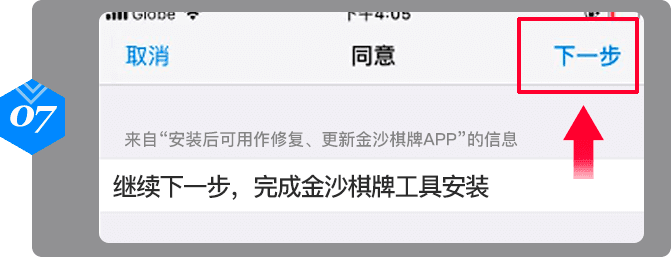 Globe 下午4:05
取消 同意 下一步
07
来自“安装后可用作修复、更新金沙棋牌APP”的信息
继续下一步，完成金沙棋牌工具安装